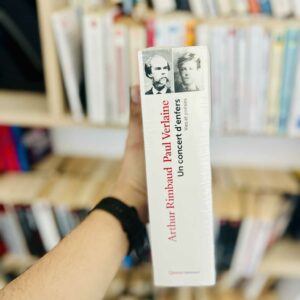 Arthur Rimbaud Paul Verlaine
Un concert d'enfers
Vies et poésies